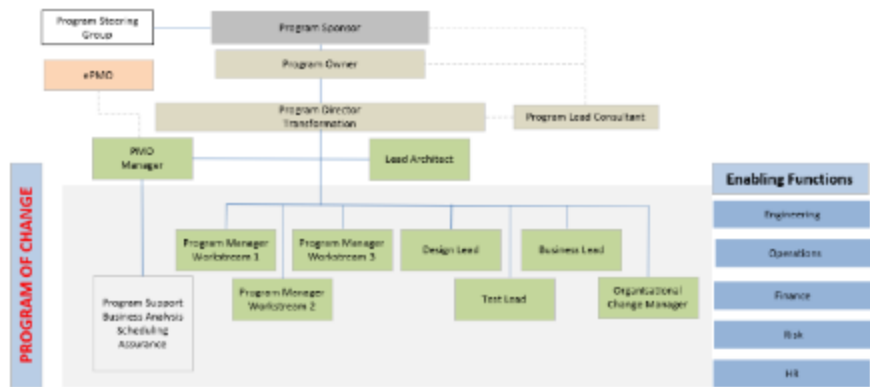 Program Steering
Group
Program Sponsor
Program Owner
ePMO
Program Director
Transformation
Program Lead Consultant
PMO
Manager
Lead Architect
PROGRAM OF CHANGE
Enabling Functions
Program Manager
Workstream 1
Program Manager
Workstream 3
Design Lead
Business Lead
Program Manager
Workstream 2
Test Lead
Organisational
Change Manager
Program Support
Business Analysis
Scheduling
Assurance
Engineering
Operations
Finance
Risk
HR